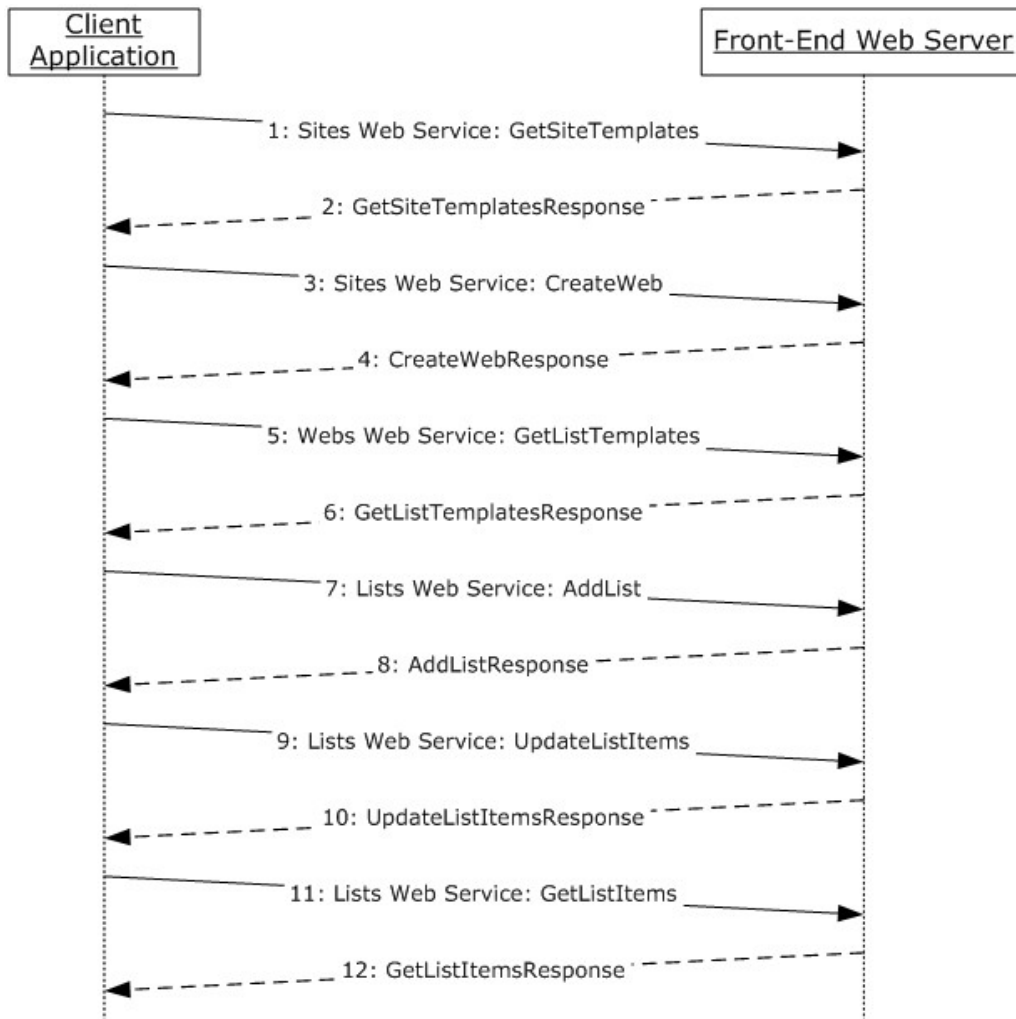 Client
Application
Front-End Web Server
1: Sites Web Service: GetSiteTemplates
2: GetSiteTemplatesResponse
3: Sites Web Service: CreateWeb
4: CreateWebResponse
5: Webs Web Service: GetListTemplates
6: GetListTemplatesResponse
7: Lists Web Service: AddList
8: AddListResponse
9: Lists Web Service: UpdateListItems
10: UpdateListItemsResponse
11: Lists Web Service: GetListItems
12: GetListItemsResponse